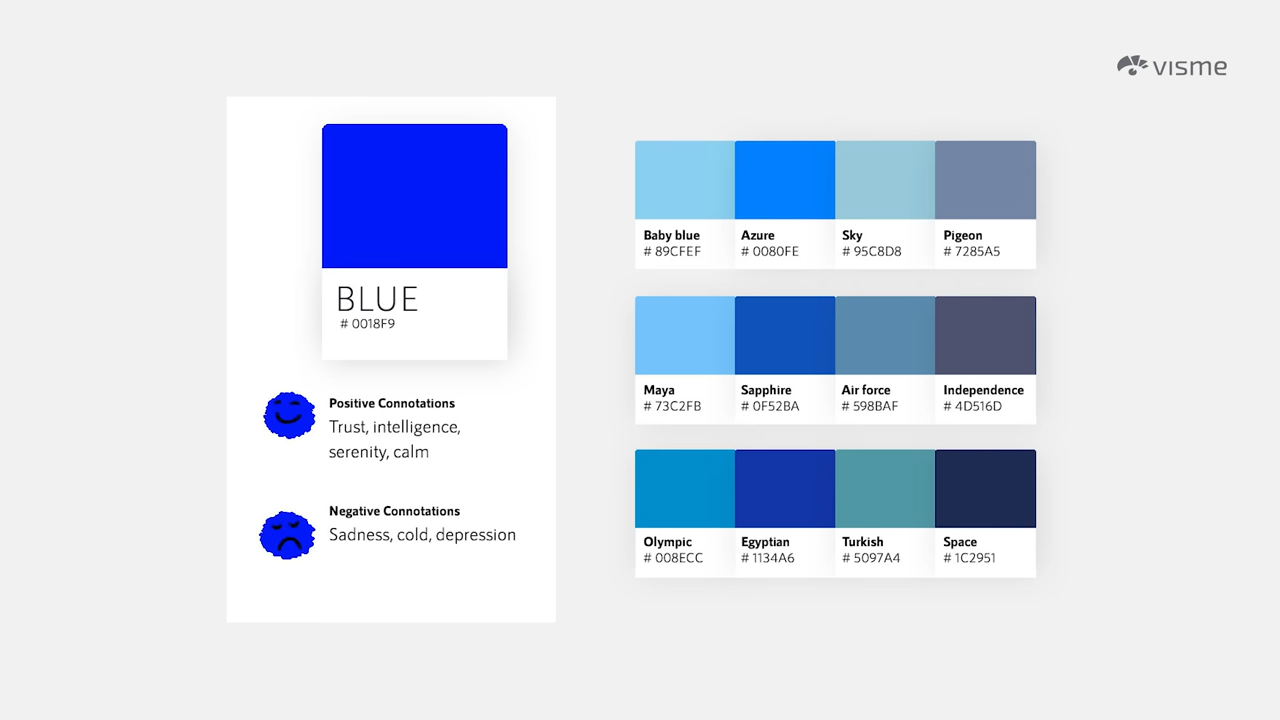 visme
BLUE
# 0018F9
Positive Connotations
Trust, intelligence,
serenity, calm
Negative Connotations
Sadness, cold, depression
Baby blue
# 89CFEF
Azure
# 0080FE
Sky
# 95C8D8
Pigeon
# 7285A5
Maya
# 73C2FB
Sapphire
# 0F52BA
Air force
# 598BAF
Independence
# 4D516D
Olympic
# 008ECC
Egyptian
# 1134A6
Turkish
# 5097A4
Space
# 1C2951